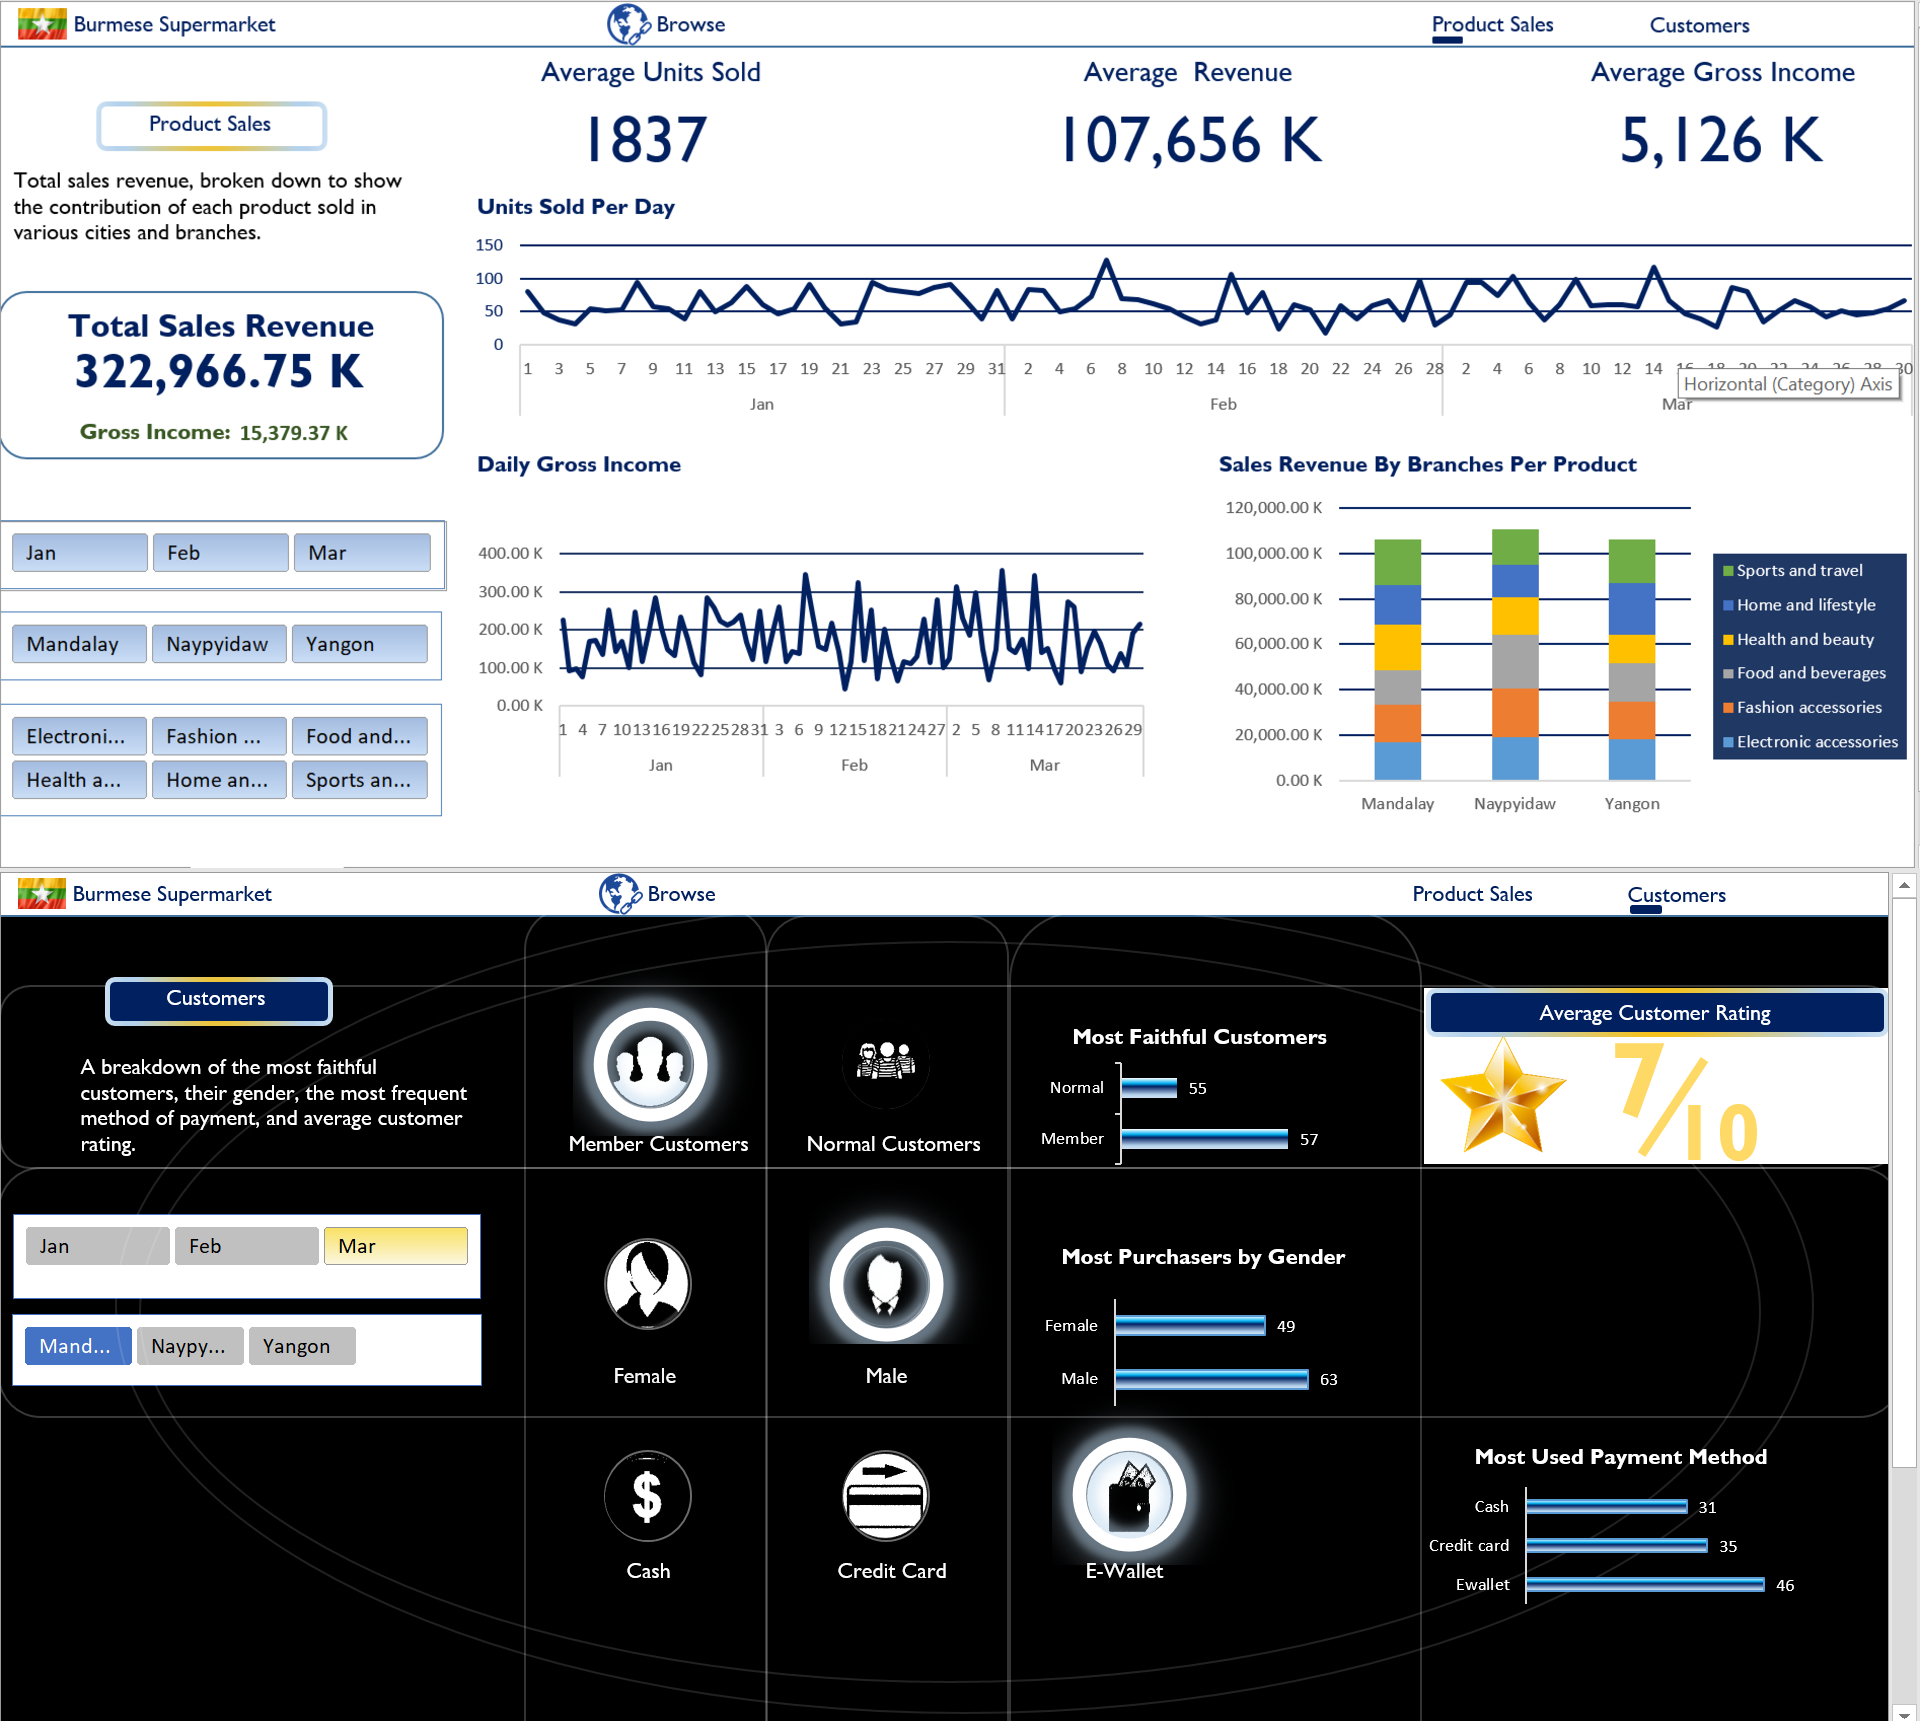 Burmese Supermarket
Browse
Product Sales
Customers
Average Units Sold
Average Revenue
Average Gross Income
1837
107,656 K
5,126 K
Product Sales
Total sales revenue, broken down to show
the contribution of each product sold in
various cities and branches.
Total Sales Revenue
322,966.75 K
Gross Income: 15,379.37 K
Jan Feb Mar
Mandalay Naypyidaw Yangon
Electroni... Fashion ... Food and...
Health a... Home an... Sports an...
Units Sold Per Day
150
100
50
0
1 3 5 7 9 11 13 15 17 19 21 23 25 27 29 31 2 4 6 8 10 12 14 16 18 20 22 24 26 28 2 4 6 8 10 12 14 16 18 20 22 24 26 28 30
Horizontal (Category) Axis
Jan Feb Mar
Daily Gross Income
400.00 K
300.00 K
200.00 K
100.00 K
0.00 K
1 4 7 10 13 16 19 22 25 28 31 3 6 9 12 15 18 21 24 27 2 5 8 11 14 17 20 23 26 29
Jan Feb Mar
Sales Revenue By Branches Per Product
120,000.00 K
100,000.00 K
80,000.00 K
60,000.00 K
40,000.00 K
20,000.00 K
0.00 K
Mandalay Naypyidaw Yangon
Sports and travel
Home and lifestyle
Health and beauty
Food and beverages
Fashion accessories
Electronic accessories
Burmese Supermarket
Browse
Product Sales
Customers
Customers
A breakdown of the most faithful
customers, their gender, the most frequent
method of payment, and average customer
rating.
Jan Feb Mar
Mand... Naypy... Yangon
Member Customers
Normal Customers
Most Faithful Customers
Normal 55
Member 57
Average Customer Rating
7/10
Female
Male
Most Purchasers by Gender
Female 49
Male 63
$
Cash
Credit Card
E-Wallet
Most Used Payment Method
Cash 31
Credit card 35
Ewallet 46